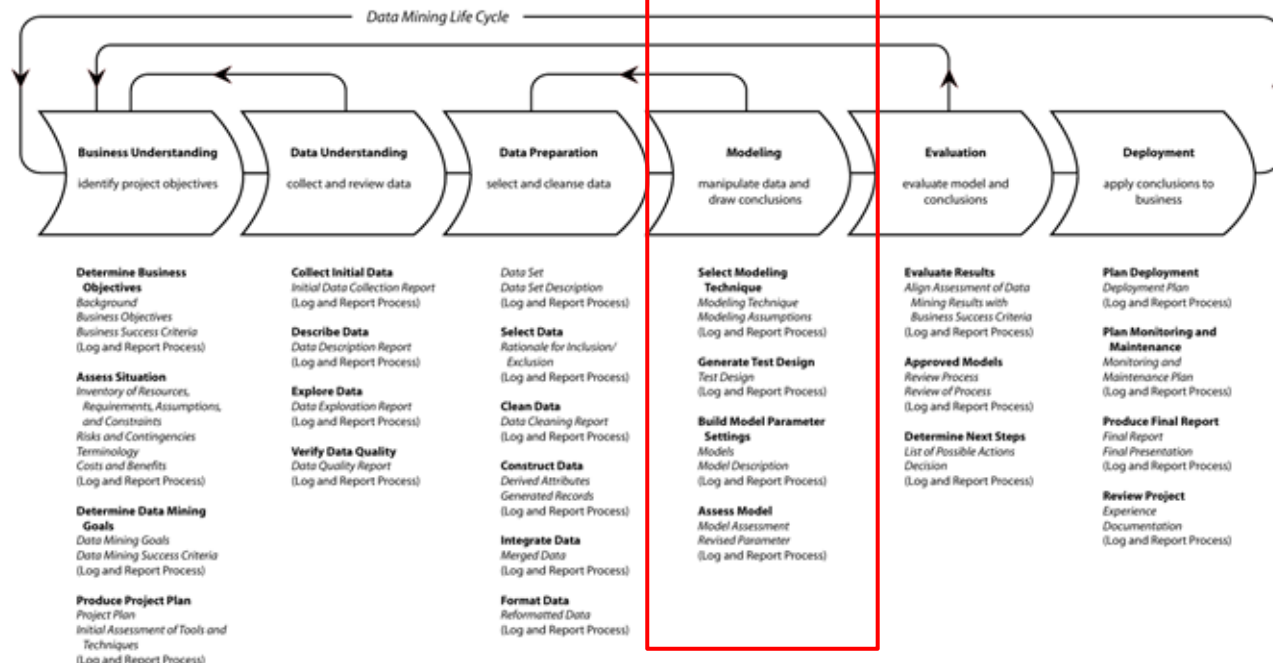 Data Mining Life Cycle
Business Understanding
identify project objectives
Data Understanding
collect and review data
Data Preparation
select and cleanse data
Modeling
manipulate data and
draw conclusions
Evaluation
evaluate model and
conclusions
Deployment
apply conclusions to
business
Determine Business
Objectives
Background
Business Objectives
Business Success Criteria
(Log and Report Process)
Assess Situation
Inventory of Resources,
Requirements, Assumptions,
and Constraints
Risks and Contingencies
Terminology
Costs and Benefits
(Log and Report Process)
Determine Data Mining
Goals
Data Mining Goals
Data Mining Success Criteria
(Log and Report Process)
Produce Project Plan
Project Plan
Initial Assessment of Tools and
Techniques
(Log and Report Process)
Collect Initial Data
Initial Data Collection Report
(Log and Report Process)
Describe Data
Data Description Report
(Log and Report Process)
Explore Data
Data Exploration Report
(Log and Report Process)
Verify Data Quality
Data Quality Report
(Log and Report Process)
Data Set
Data Set Description
(Log and Report Process)
Select Data
Rationale for Inclusion/
Exclusion
(Log and Report Process)
Clean Data
Data Cleaning Report
(Log and Report Process)
Construct Data
Derived Attributes
Generated Records
(Log and Report Process)
Integrate Data
Merged Data
(Log and Report Process)
Format Data
Reformatted Data
(Log and Report Process)
Select Modeling
Technique
Modeling Technique
Modeling Assumptions
(Log and Report Process)
Generate Test Design
Test Design
(Log and Report Process)
Build Model Parameter
Settings
Models
Model Description
(Log and Report Process)
Assess Model
Model Assessment
Revised Parameter
(Log and Report Process)
Evaluate Results
Align Assessment of Data
Mining Results with
Business Success Criteria
(Log and Report Process)
Approved Models
Review Process
Review of Process
(Log and Report Process)
Determine Next Steps
List of Possible Actions
Decision
(Log and Report Process)
Plan Deployment
Deployment Plan
(Log and Report Process)
Plan Monitoring and
Maintenance
Monitoring and
Maintenance Plan
(Log and Report Process)
Produce Final Report
Final Report
Final Presentation
(Log and Report Process)
Review Project
Experience
Documentation
(Log and Report Process)